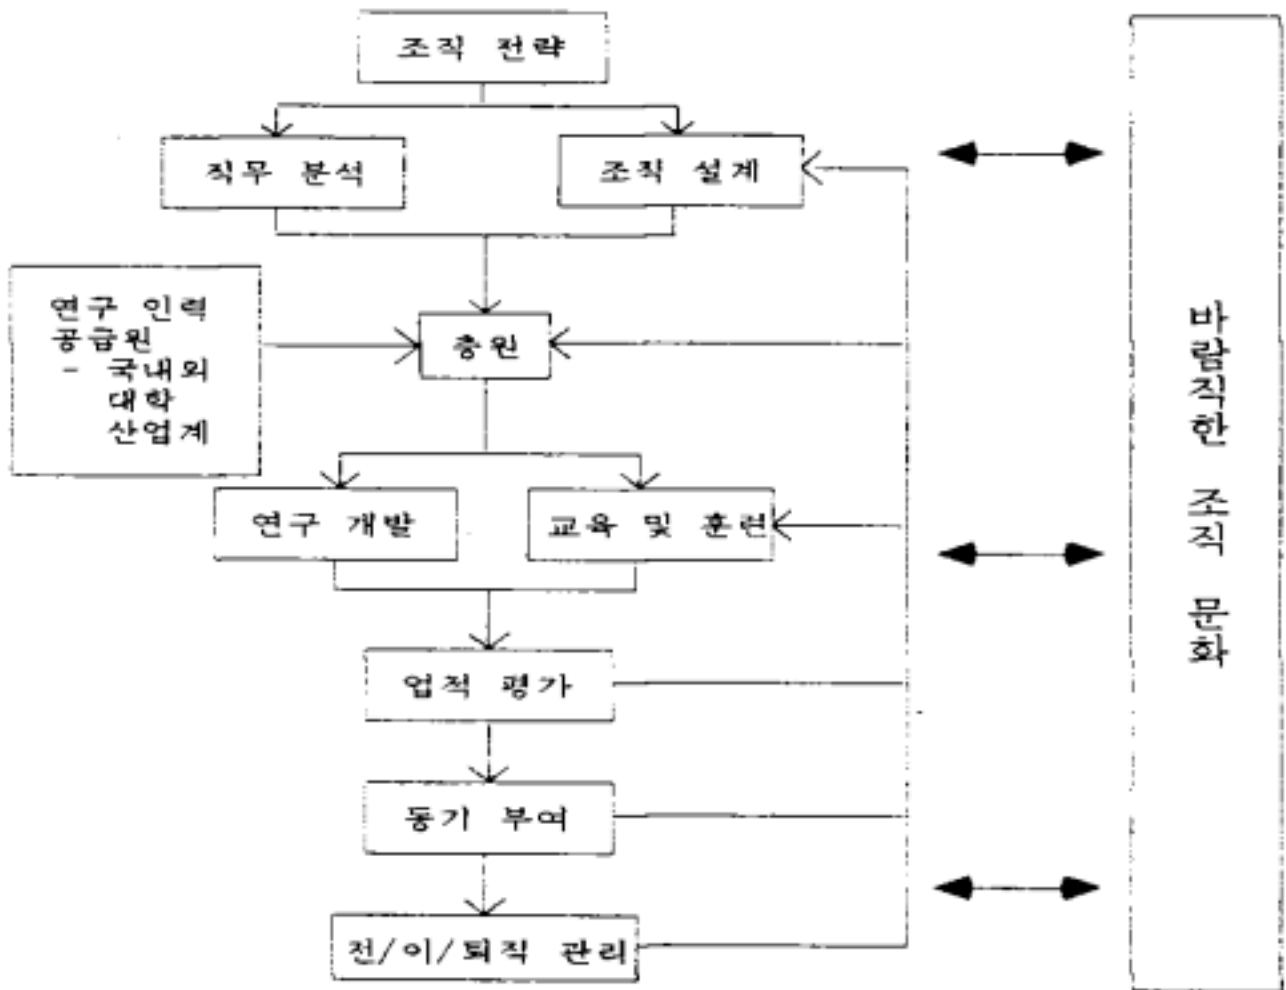 조직 전략
직무 분석
조직 설계
연구 인력
공급원
- 국내외
대학
산업계
충원
연구 개발
교육 및 훈련
업적 평가
동기 부여
전/이/퇴직 관리
바람직한 조직 문화